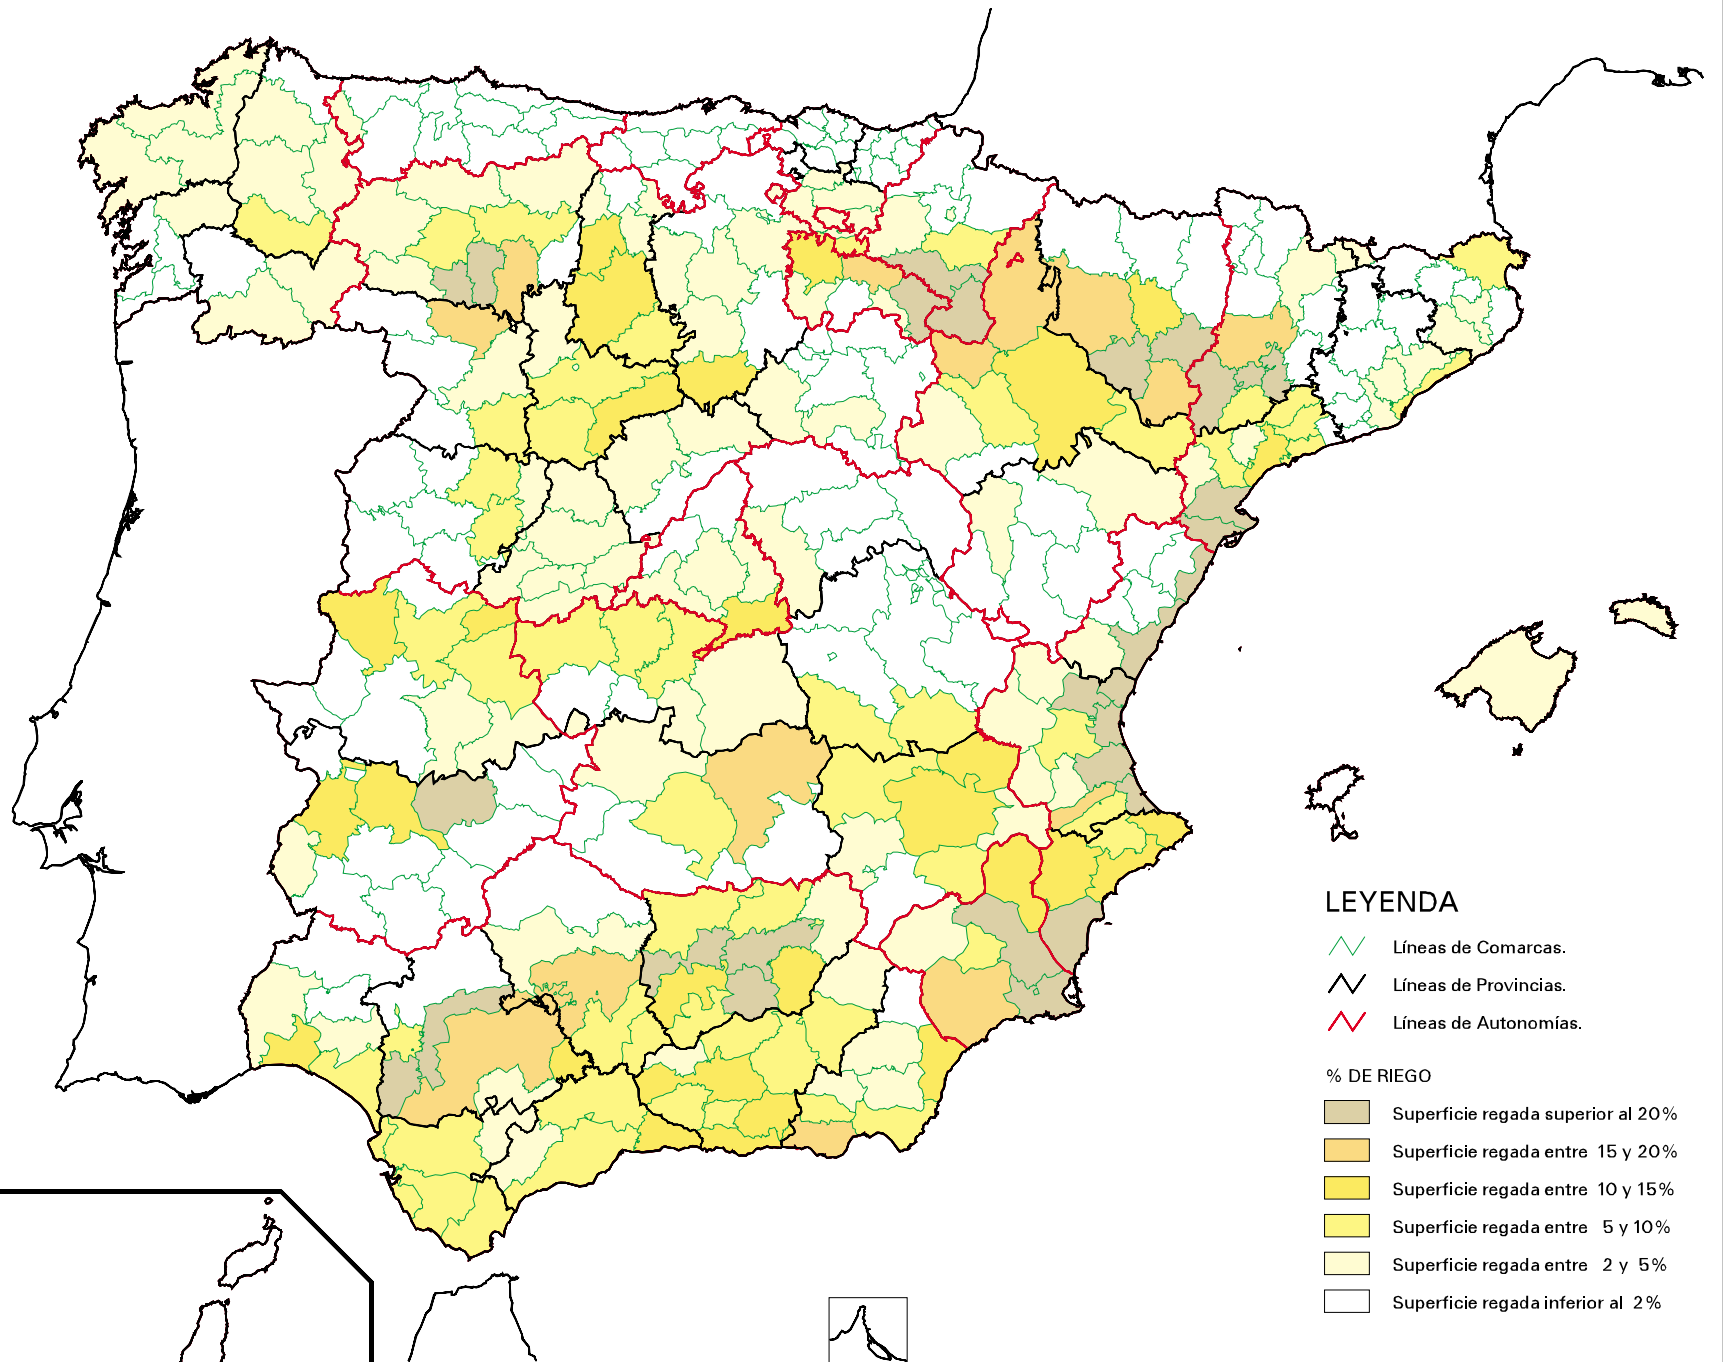 LEYENDA
Líneas de Comarcas.
Líneas de Provincias.
Líneas de Autonomías.
% DE RIEGO
Superficie regada superior al 20%
Superficie regada entre 15 y 20%
Superficie regada entre 10 y 15%
Superficie regada entre 5 y 10%
Superficie regada entre 2 y 5%
Superficie regada inferior al 2%